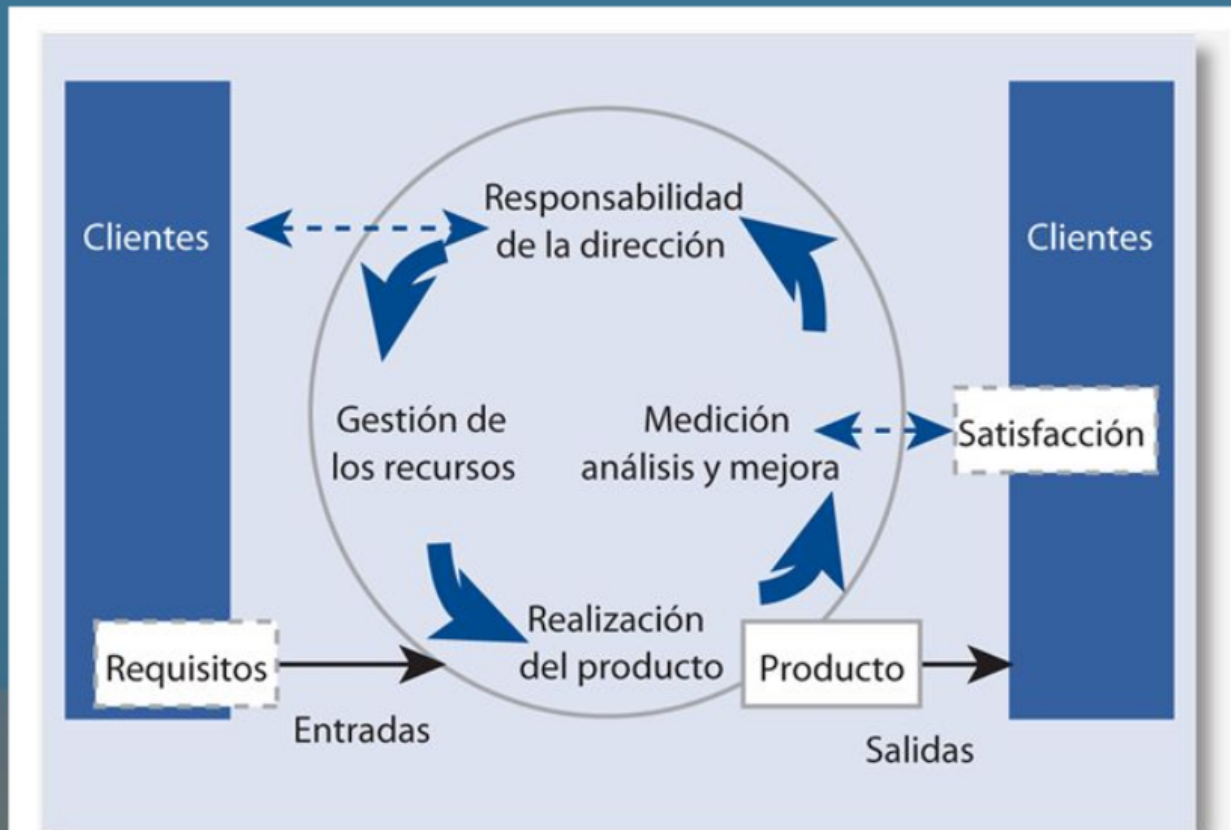 Responsabilidad
de la dirección
Clientes
Clientes
Gestión de
los recursos
Medición
análisis y mejora
Satisfacción
Realización
del producto
Requisitos
Producto
Entradas
Salidas